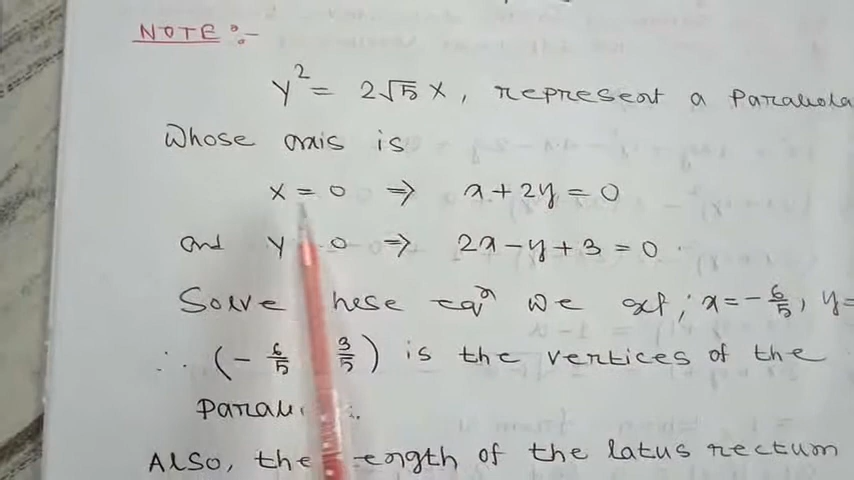 NOTE :-
Y² = 2√5 X, represent a Parabola
Whose axis is
X = 0 ⇒ x + 2y = 0
and Y 0 ⇒ 2x - y + 3 = 0.
Solve hese eqⁿ we get; x = -6/5, y =
∴ (-6/5 3/5) is the vertices of the
Parabo
Also, the length of the latus rectum